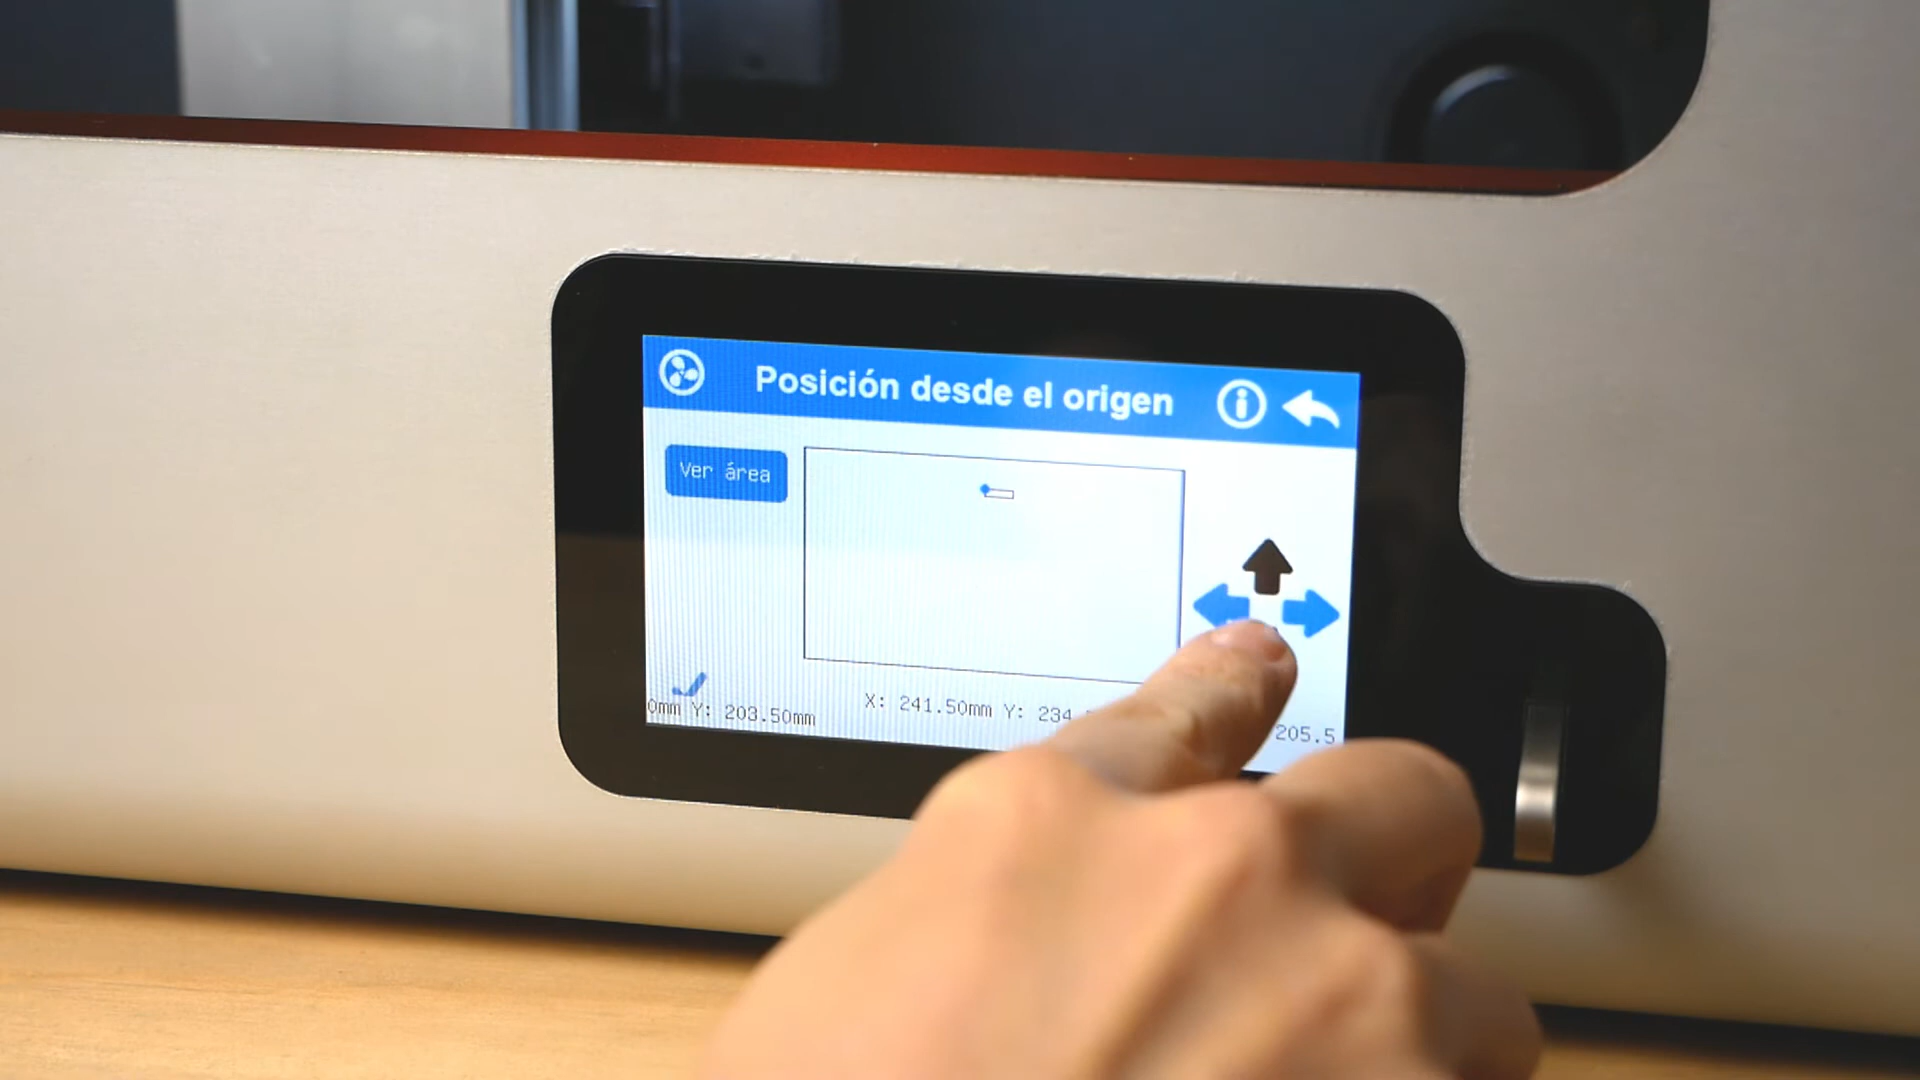 Posición desde el origen
Ver área
0mm Y: 203.50mm
X: 241.50mm Y: 234.
205.5